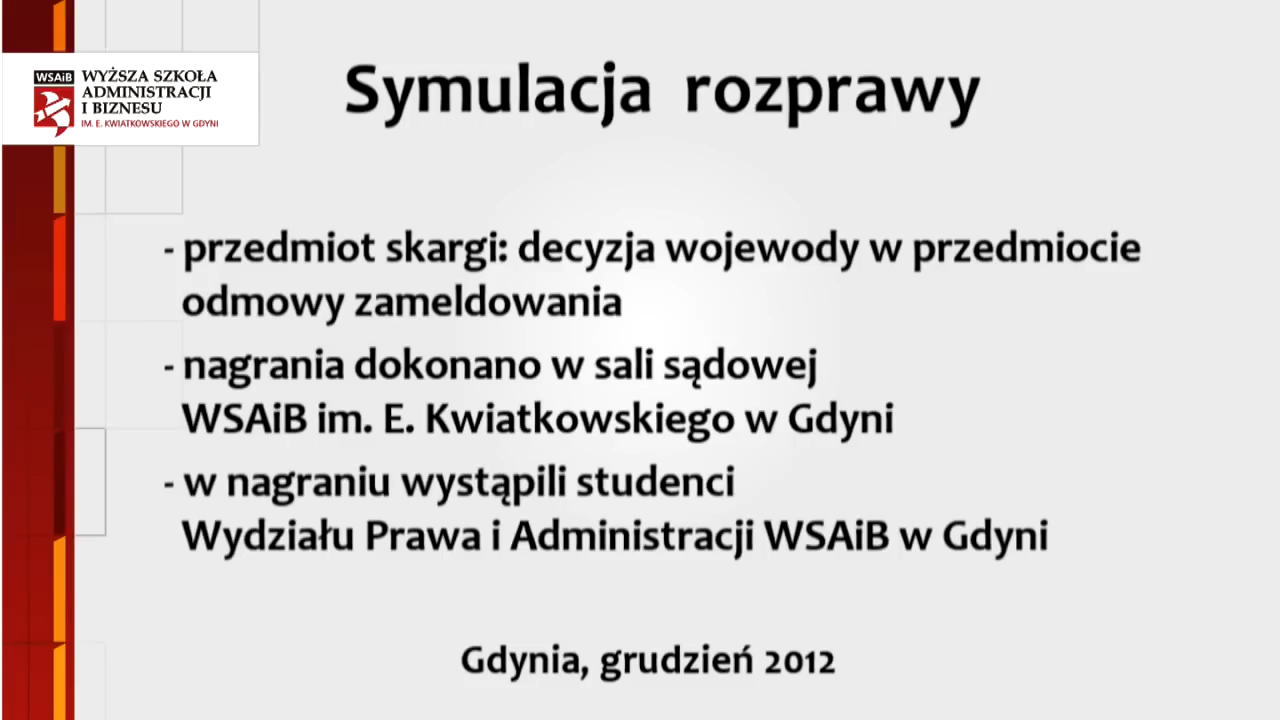 WSAiB
WYŻSZA SZKOŁA
ADMINISTRACJI
I BIZNESU
IM. E. KWIATKOWSKIEGO W GDYNI
Symulacja rozprawy
- przedmiot skargi: decyzja wojewody w przedmiocie
odmowy zameldowania
- nagrania dokonano w sali sądowej
WSAiB im. E. Kwiatkowskiego w Gdyni
- w nagraniu wystąpili studenci
Wydziału Prawa i Administracji WSAiB w Gdyni
Gdynia, grudzień 2012